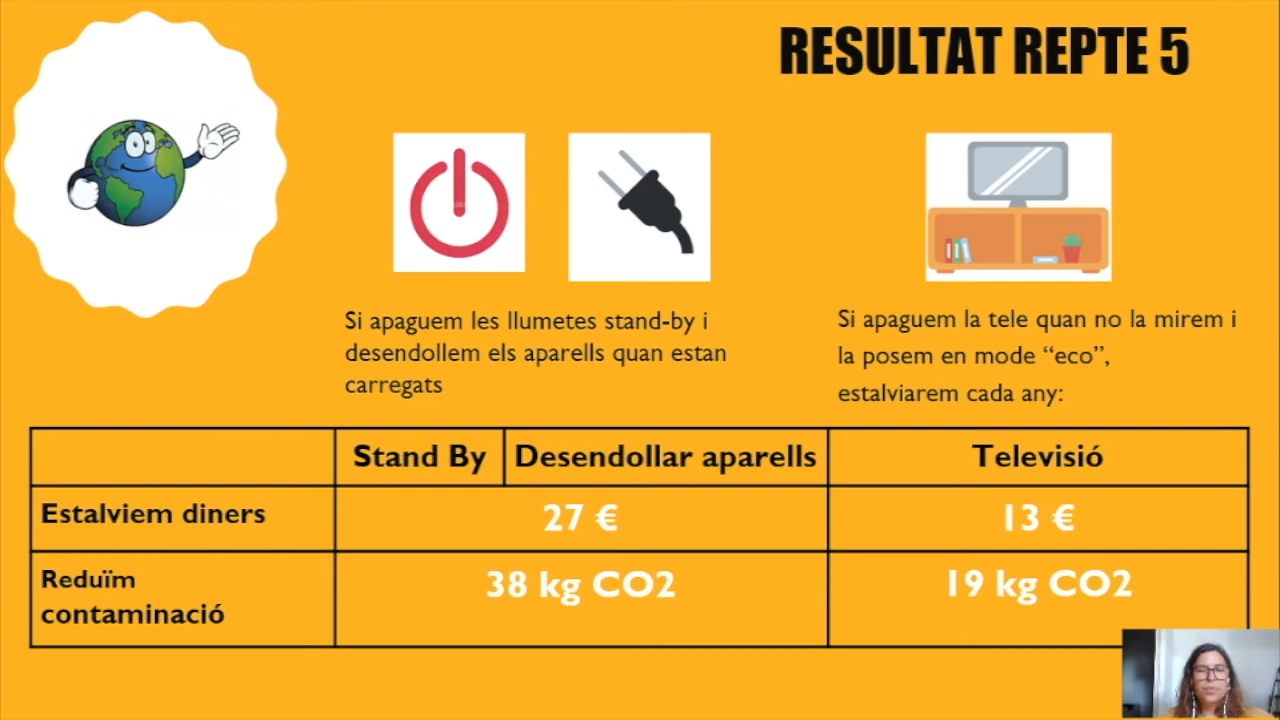 RESULTAT REPTE 5
Si apaguem les llumetes stand-by i
desendollem els aparells quan estan
carregats
Si apaguem la tele quan no la mirem i
la posem en mode “eco”,
estalviarem cada any:
Stand By Desendollar aparells Televisió
Estalviem diners 27 € 13 €
Reduïm
contaminació 38 kg CO2 19 kg CO2